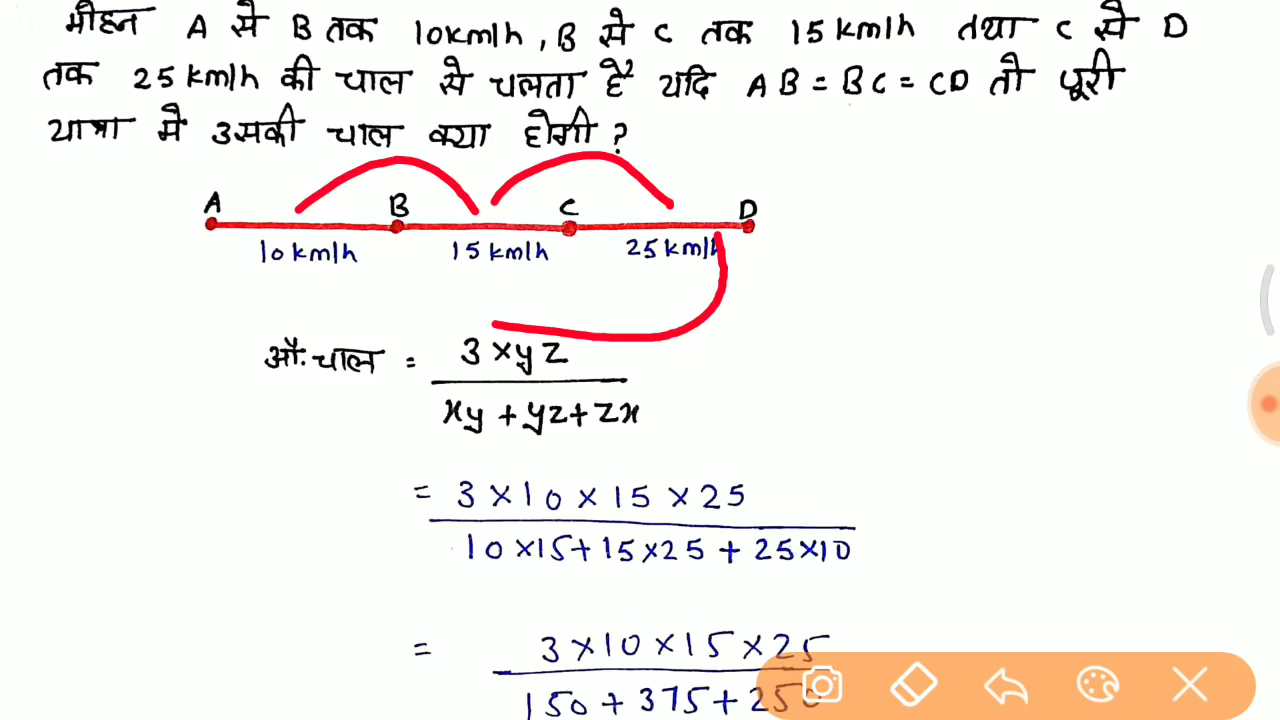 मोहन A से B तक 10km/h, B से C तक 15 km/h तथा C से D
तक 25 km/h की चाल से चलता हैं यदि AB = BC = CD तो पूरी
यात्रा मे उसकी चाल क्या होगी ?
A B C D
10 km/h 15 km/h 25 km/h
औ. चाल = 3 xyz
xy + yz + zx
= 3 × 10 × 15 × 25
10 × 15 + 15 × 25 + 25 × 10
= 3 × 10 × 15 × 25
150 + 375 + 250